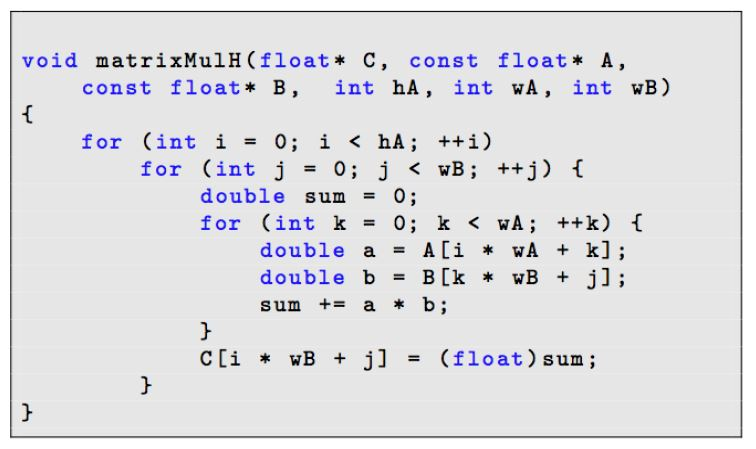 void matrixMulH(float* C, const float* A,
    const float* B,  int hA, int wA, int wB)
{
    for (int i = 0; i < hA; ++i)
        for (int j = 0; j < wB; ++j) {
            double sum = 0;
            for (int k = 0; k < wA; ++k) {
                double a = A[i * wA + k];
                double b = B[k * wB + j];
                sum += a * b;
            }
            C[i * wB + j] = (float)sum;
        }
}